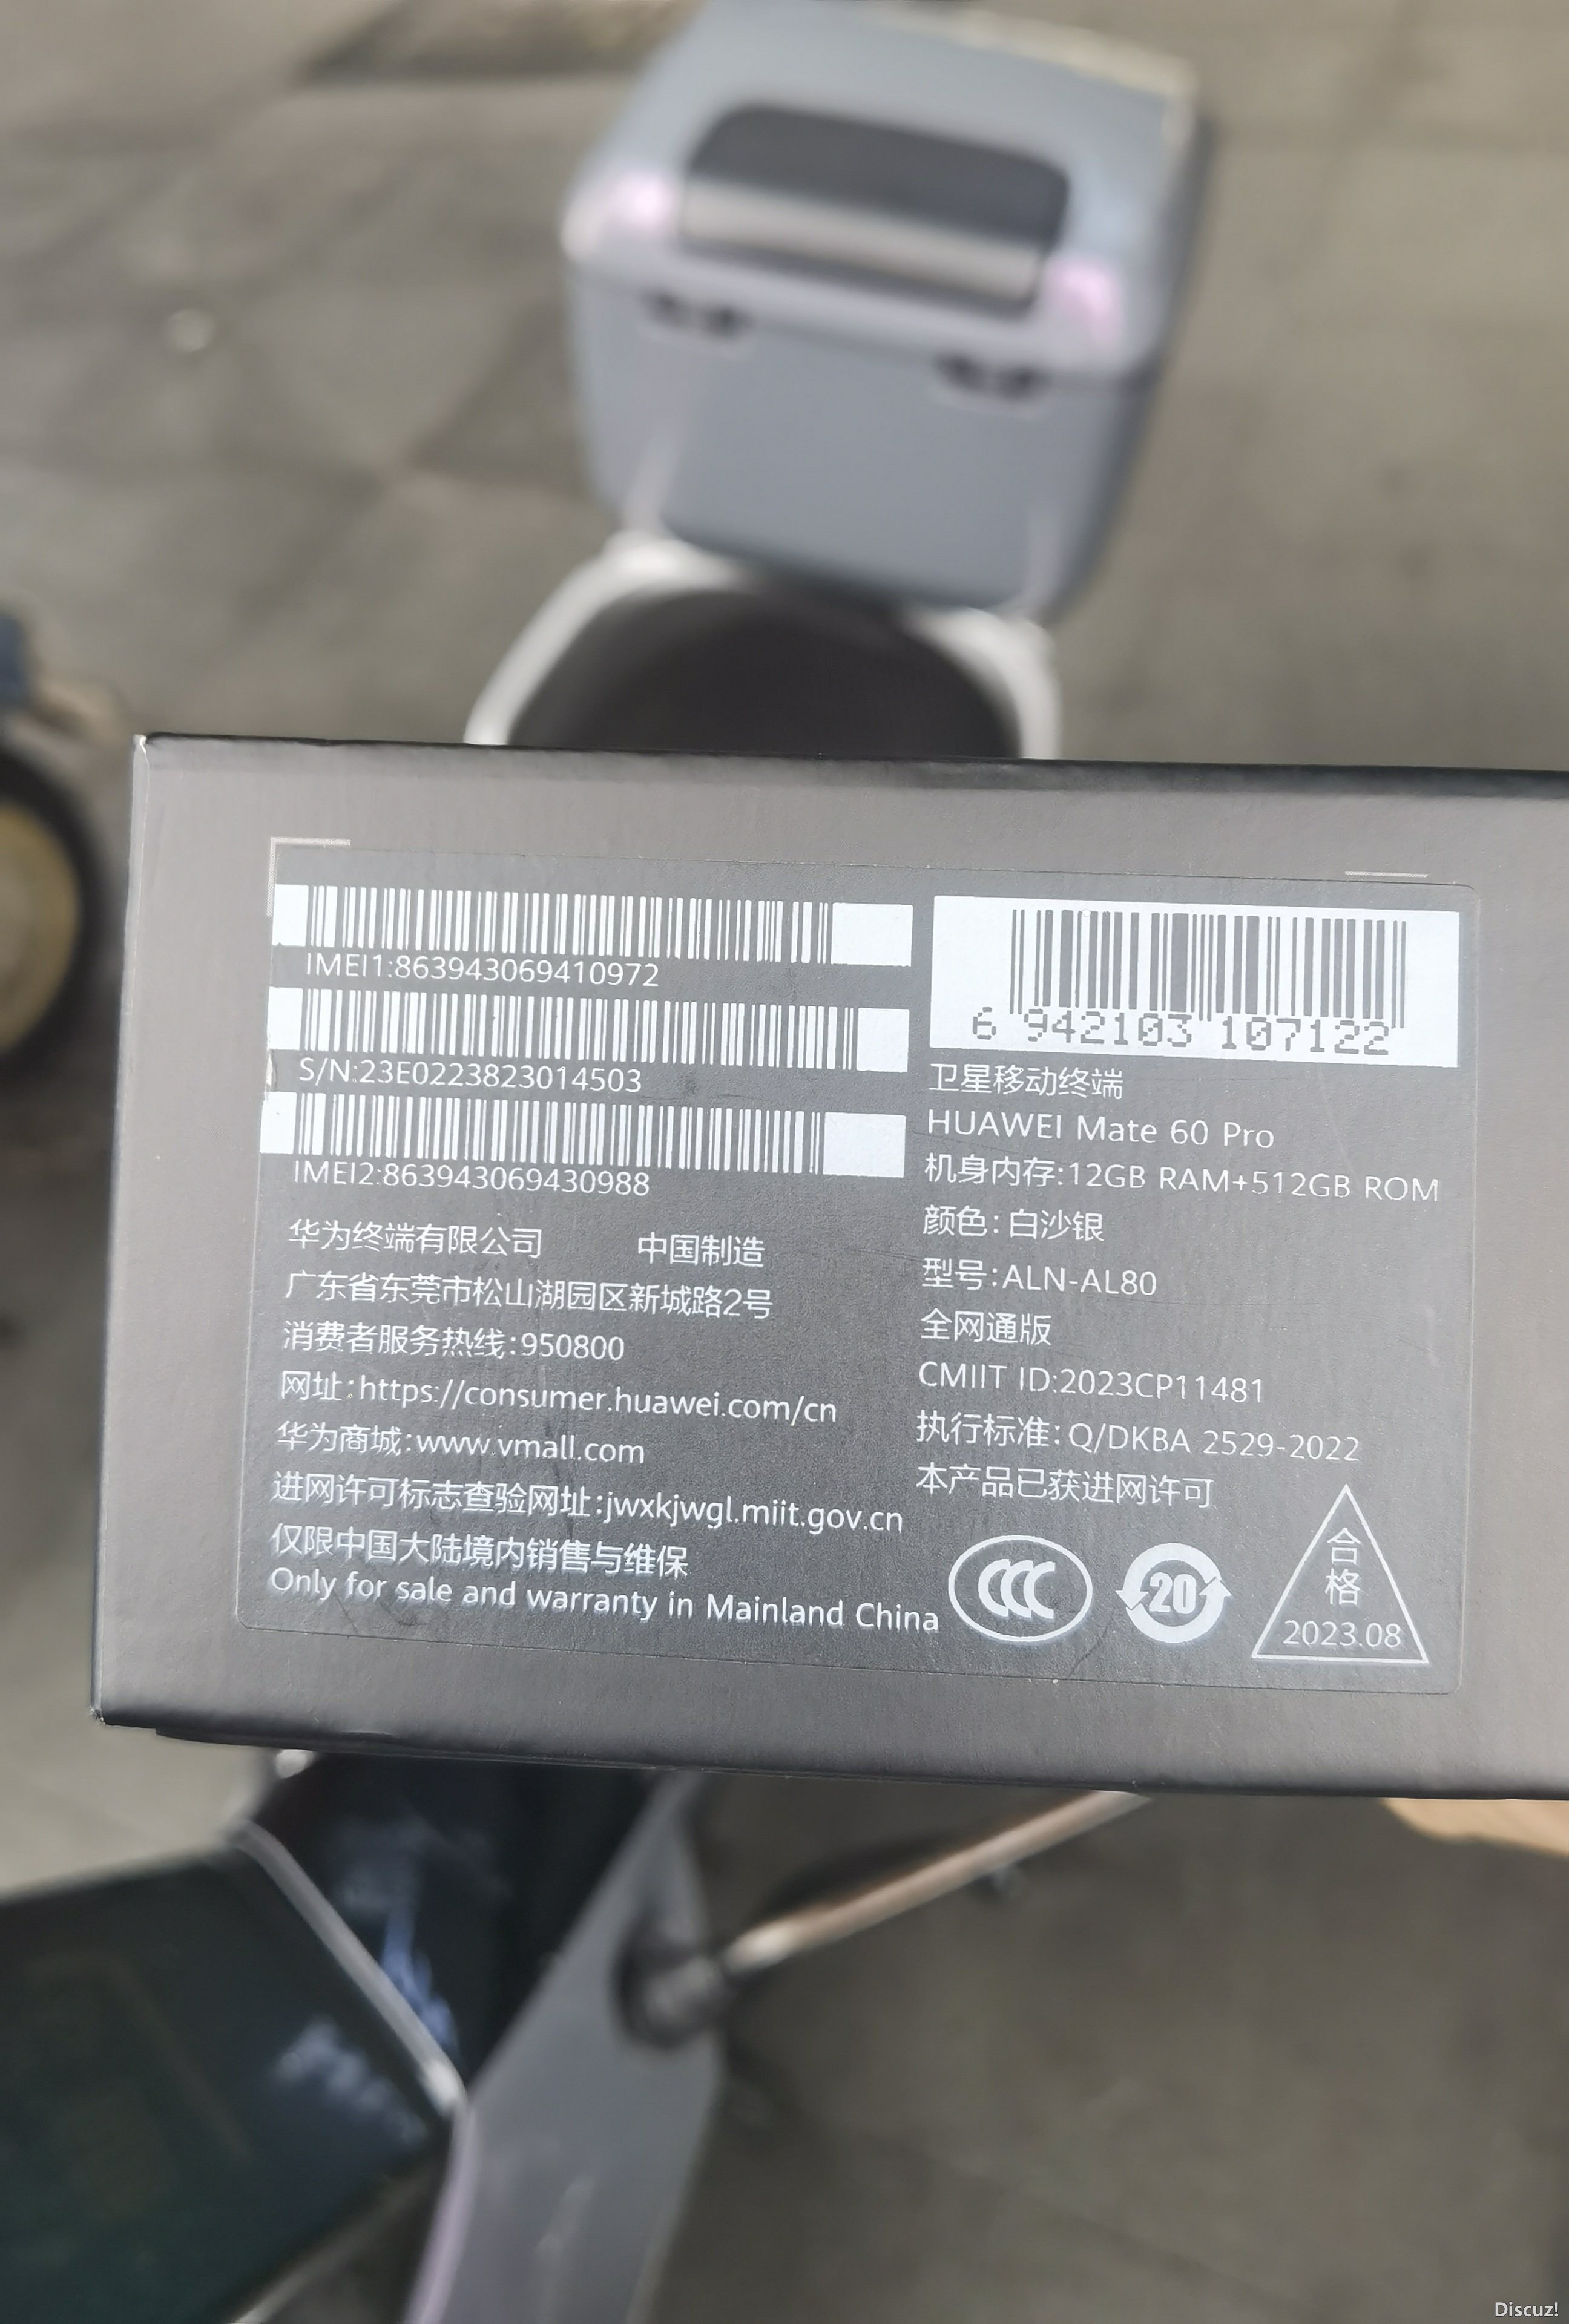 IMEI1:863943069410972
S/N:23E0223823014503
IMEI2:863943069430988
华为终端有限公司 中国制造
广东省东莞市松山湖园区新城路2号
消费者服务热线:950800
网址:https://consumer.huawei.com/cn
华为商城:www.vmall.com
进网许可标志查验网址:jwxkjwgl.miit.gov.cn
仅限中国大陆境内销售与维保
Only for sale and warranty in Mainland China
6 942103 107122
卫星移动终端
HUAWEI Mate 60 Pro
机身内存:12GB RAM+512GB ROM
颜色:白沙银
型号:ALN-AL80
全网通版
CMIIT ID:2023CP11481
执行标准:Q/DKBA 2529-2022
本产品已获进网许可
CCC
20
合
格
2023.08
Discuz!